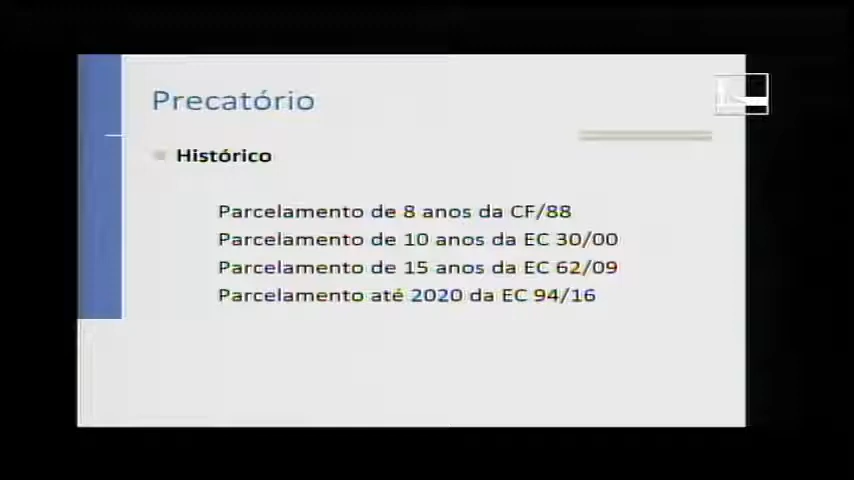 Precatório
Histórico
Parcelamento de 8 anos da CF/88
Parcelamento de 10 anos da EC 30/00
Parcelamento de 15 anos da EC 62/09
Parcelamento até 2020 da EC 94/16